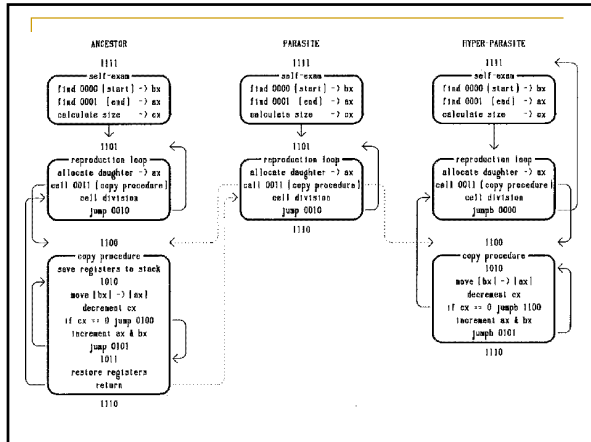 ANCESTOR
1111
self-exam
find 0000 [start] -> bx
find 0001 [end] -> ax
calculate size -> cx
1101
reproduction loop
allocate daughter -> ax
call 0011 (copy procedure)
cell division
jump 0010
1100
copy procedure
save registers to stack
1010
move [bx] -> [ax]
decrement cx
if cx == 0 jump 0100
increment ax & bx
jump 0101
1011
restore registers
return
1110
PARASITE
1111
self-exam
find 0000 [start] -> bx
find 0001 [end] -> ax
calculate size -> cx
1101
reproduction loop
allocate daughter -> ax
call 0011 (copy procedure)
cell division
jump 0010
1110
HYPER-PARASITE
1111
self-exam
find 0000 (start) -> bx
find 0001 [end] -> ax
calculate size -> cx
reproduction loop
allocate daughter -> ax
call 0011 (copy procedure)
cell division
jumpb 0000
1100
copy procedure
1010
move [bx] -> [ax]
decrement cx
if cx == 0 jumpb 1100
increment ax & bx
jumpb 0101
1110